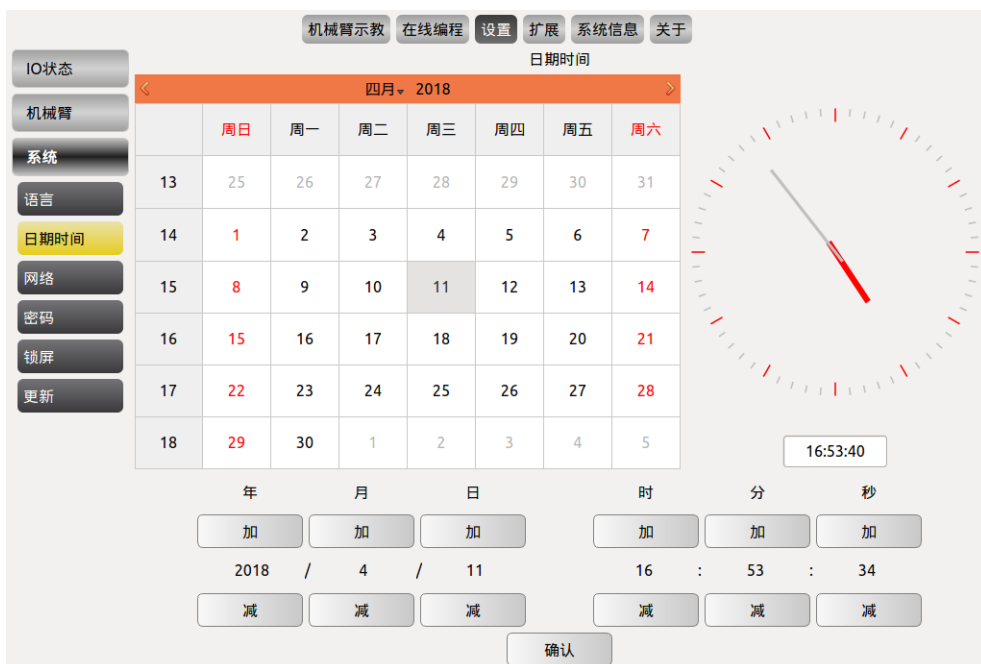 机械臂示教 在线编程 设置 扩展 系统信息 关于
日期时间
IO状态
机械臂
系统
语言
日期时间
网络
密码
锁屏
更新
四月 2018
周日 周一 周二 周三 周四 周五 周六
13 25 26 27 28 29 30 31
14 1 2 3 4 5 6 7
15 8 9 10 11 12 13 14
16 15 16 17 18 19 20 21
17 22 23 24 25 26 27 28
18 29 30 1 2 3 4 5
16:53:40
年 月 日 时 分 秒
加 加 加 加 加 加
2018 / 4 / 11 16 : 53 : 34
减 减 减 减 减 减
确认